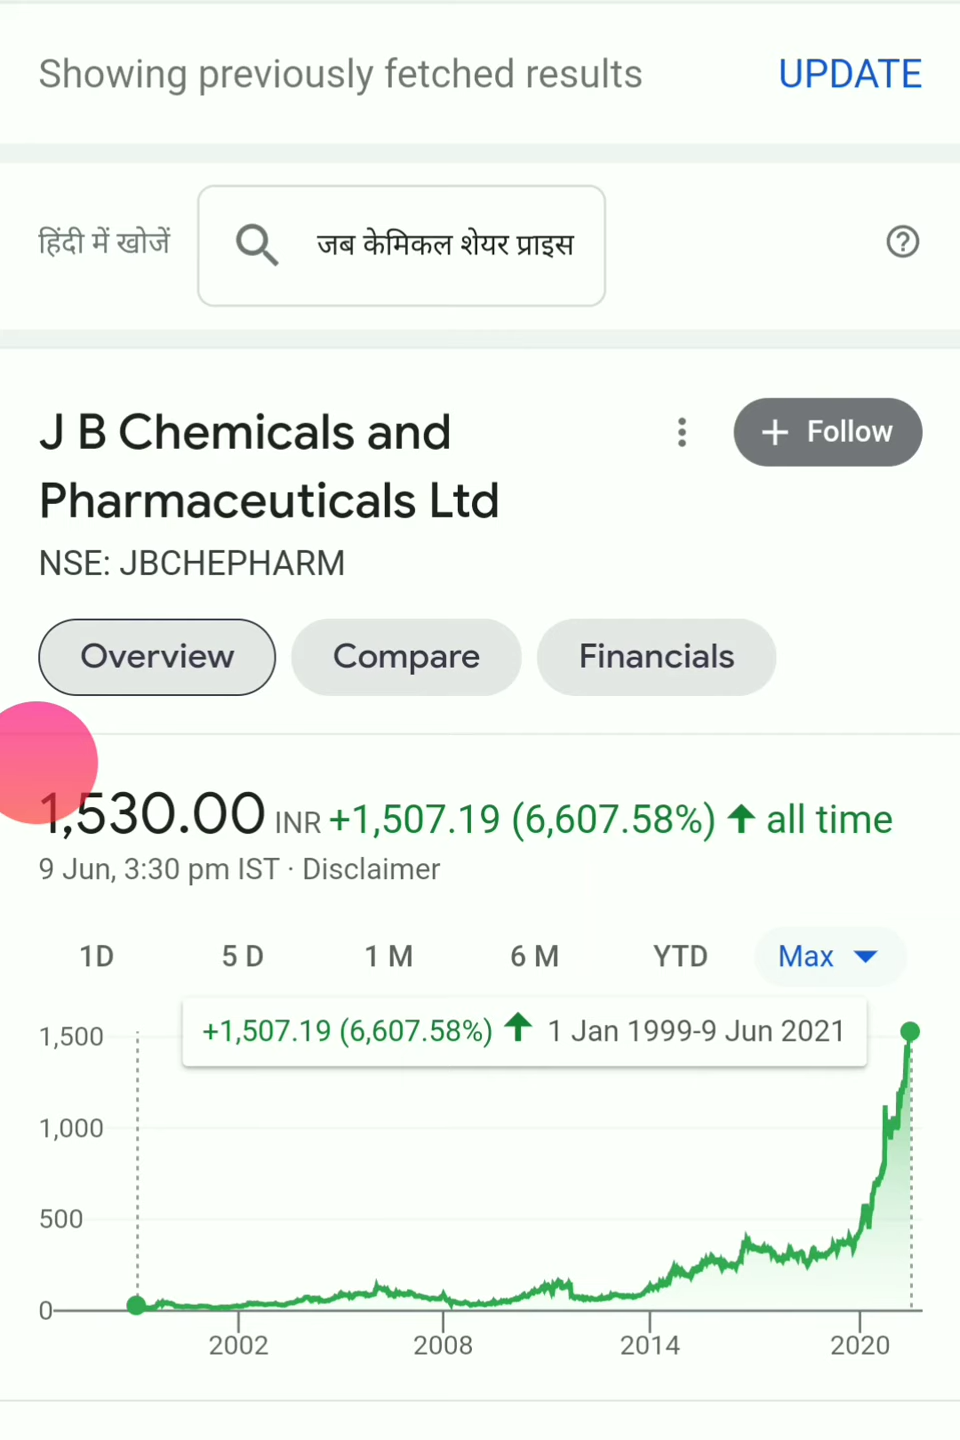 Showing previously fetched results UPDATE
हिंदी में खोजें जब केमिकल शेयर प्राइस
J B Chemicals and
Pharmaceuticals Ltd
+ Follow
NSE: JBCHEPHARM
Overview Compare Financials
1,530.00 INR +1,507.19 (6,607.58%) ↑ all time
9 Jun, 3:30 pm IST · Disclaimer
1D 5 D 1 M 6 M YTD Max
+1,507.19 (6,607.58%) ↑ 1 Jan 1999-9 Jun 2021
1,500
1,000
500
0
2002 2008 2014 2020